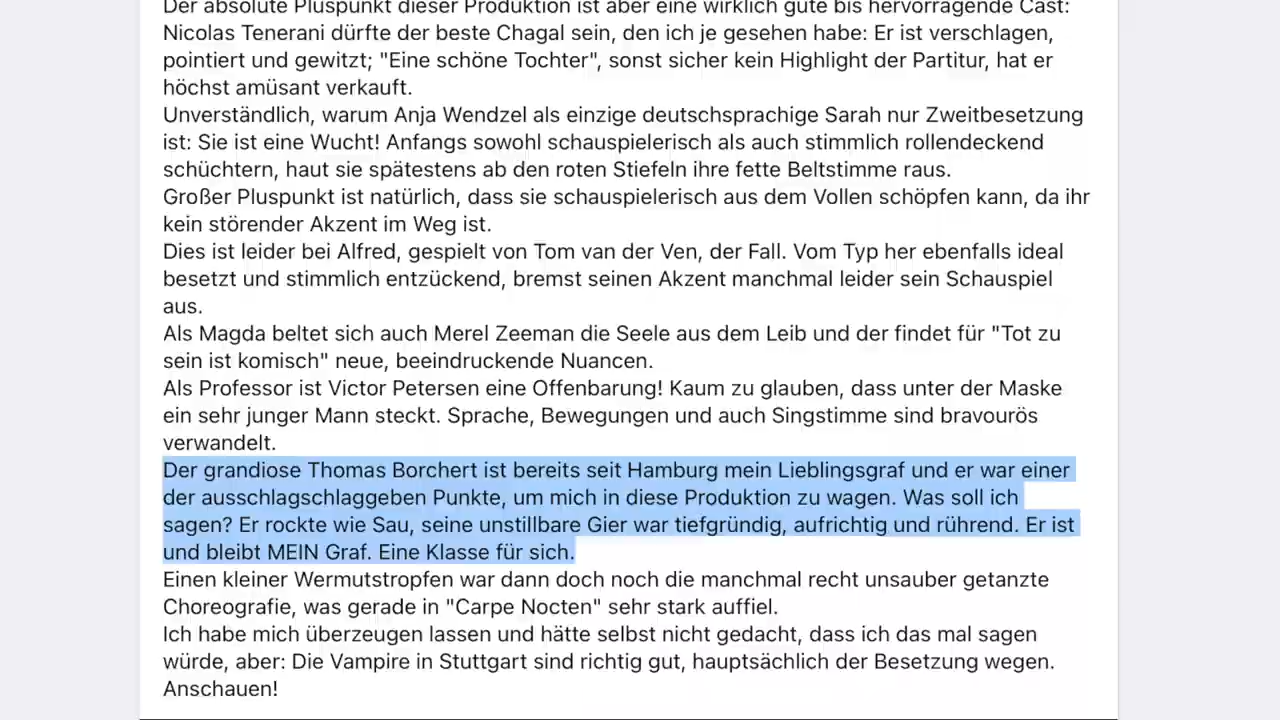 Der absolute Pluspunkt dieser Produktion ist aber eine wirklich gute bis hervorragende Cast:
Nicolas Tenerani dürfte der beste Chagal sein, den ich je gesehen habe: Er ist verschlagen,
pointiert und gewitzt; "Eine schöne Tochter", sonst sicher kein Highlight der Partitur, hat er
höchst amüsant verkauft.
Unverständlich, warum Anja Wendzel als einzige deutschsprachige Sarah nur Zweitbesetzung
ist: Sie ist eine Wucht! Anfangs sowohl schauspielerisch als auch stimmlich rollendeckend
schüchtern, haut sie spätestens ab den roten Stiefeln ihre fette Beltstimme raus.
Großer Pluspunkt ist natürlich, dass sie schauspielerisch aus dem Vollen schöpfen kann, da ihr
kein störender Akzent im Weg ist.
Dies ist leider bei Alfred, gespielt von Tom van der Ven, der Fall. Vom Typ her ebenfalls ideal
besetzt und stimmlich entzückend, bremst seinen Akzent manchmal leider sein Schauspiel
aus.
Als Magda beltet sich auch Merel Zeeman die Seele aus dem Leib und der findet für "Tot zu
sein ist komisch" neue, beeindruckende Nuancen.
Als Professor ist Victor Petersen eine Offenbarung! Kaum zu glauben, dass unter der Maske
ein sehr junger Mann steckt. Sprache, Bewegungen und auch Singstimme sind bravourös
verwandelt.
Der grandiose Thomas Borchert ist bereits seit Hamburg mein Lieblingsgraf und er war einer
der ausschlagschlaggeben Punkte, um mich in diese Produktion zu wagen. Was soll ich
sagen? Er rockte wie Sau, seine unstillbare Gier war tiefgründig, aufrichtig und rührend. Er ist
und bleibt MEIN Graf. Eine Klasse für sich.
Einen kleiner Wermutstropfen war dann doch noch die manchmal recht unsauber getanzte
Choreografie, was gerade in "Carpe Nocten" sehr stark auffiel.
Ich habe mich überzeugen lassen und hätte selbst nicht gedacht, dass ich das mal sagen
würde, aber: Die Vampire in Stuttgart sind richtig gut, hauptsächlich der Besetzung wegen.
Anschauen!